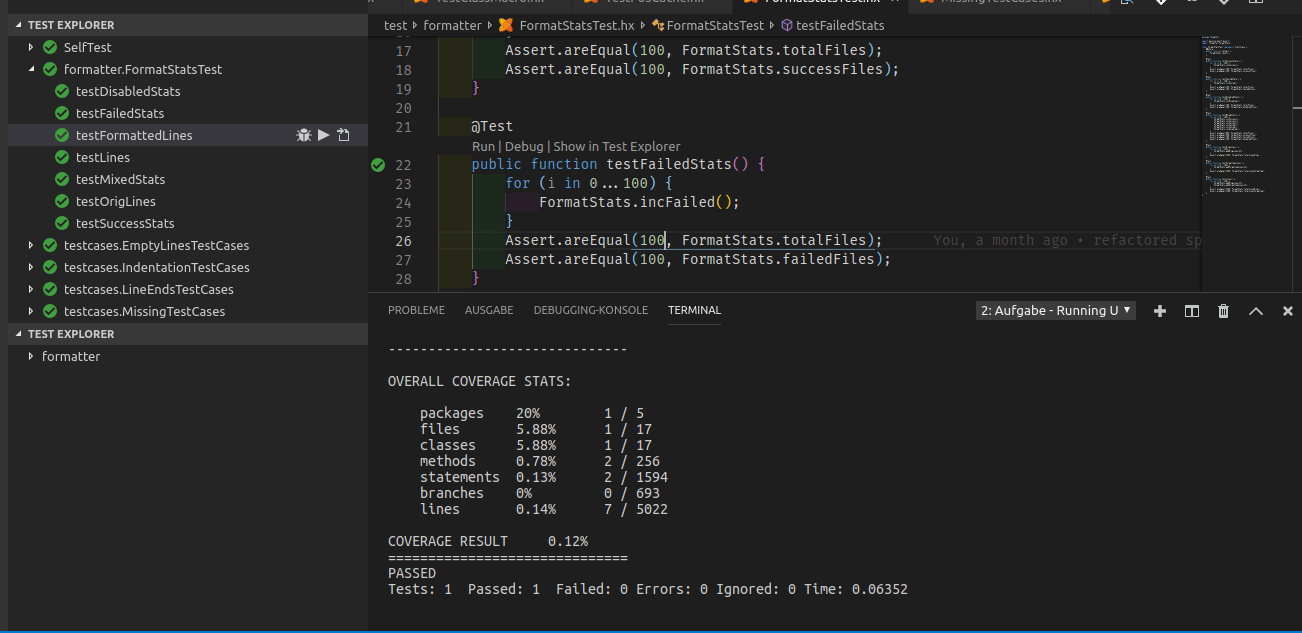 TestClassMacro.hx
TestPosCache.hx
FormatStatsTest.hx
MissingTestCases.hx
TEST EXPLORER
SelfTest
formatter.FormatStatsTest
testDisabledStats
testFailedStats
testFormattedLines
testLines
testMixedStats
testOrigLines
testSuccessStats
testcases.EmptyLinesTestCases
testcases.IndentationTestCases
testcases.LineEndsTestCases
testcases.MissingTestCases
TEST EXPLORER
formatter
test formatter FormatStatsTest.hx FormatStatsTest testFailedStats
17 Assert.areEqual(100, FormatStats.totalFiles);
18 Assert.areEqual(100, FormatStats.successFiles);
19 }
20
21 @Test
Run | Debug | Show in Test Explorer
22 public function testFailedStats() {
23 for (i in 0...100) {
24 FormatStats.incFailed();
25 }
26 Assert.areEqual(100, FormatStats.totalFiles); You, a month ago • refactored sp
27 Assert.areEqual(100, FormatStats.failedFiles);
28 }
PROBLEME AUSGABE DEBUGGING-KONSOLE TERMINAL
2: Aufgabe - Running U
------------------------------
OVERALL COVERAGE STATS:
packages 20% 1 / 5
files 5.88% 1 / 17
classes 5.88% 1 / 17
methods 0.78% 2 / 256
statements 0.13% 2 / 1594
branches 0% 0 / 693
lines 0.14% 7 / 5022
COVERAGE RESULT 0.12%
==============================
PASSED
Tests: 1 Passed: 1 Failed: 0 Errors: 0 Ignored: 0 Time: 0.06352